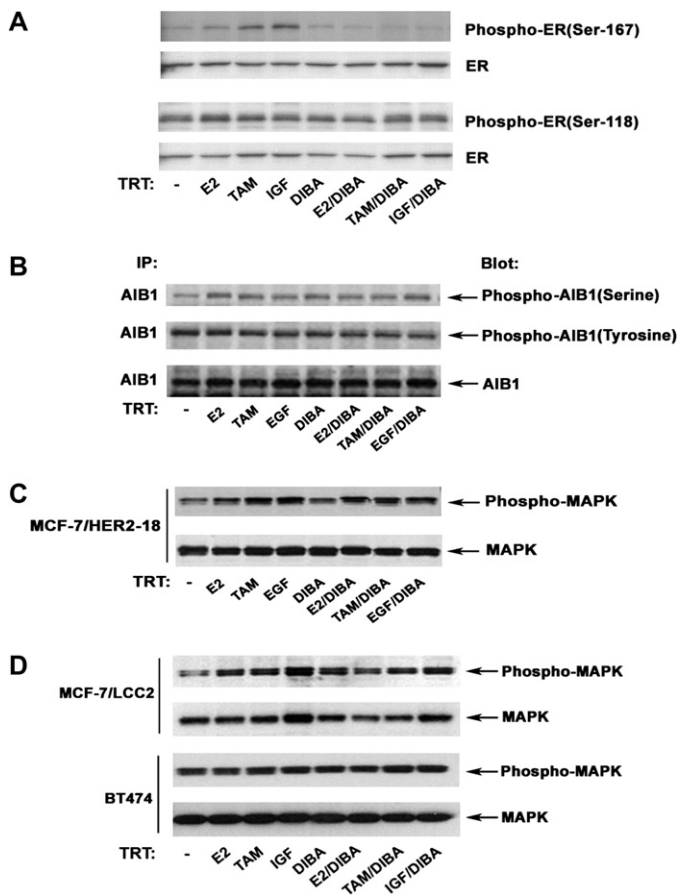 A
Phospho-ER(Ser-167)
ER
Phospho-ER(Ser-118)
ER
TRT: - E2 TAM IGF DIBA E2/DIBA TAM/DIBA IGF/DIBA
B
IP: Blot:
AIB1 Phospho-AIB1(Serine)
AIB1 Phospho-AIB1(Tyrosine)
AIB1 AIB1
TRT: - E2 TAM EGF DIBA E2/DIBA TAM/DIBA EGF/DIBA
C
MCF-7/HER2-18
Phospho-MAPK
MAPK
TRT: - E2 TAM EGF DIBA E2/DIBA TAM/DIBA EGF/DIBA
D
MCF-7/LCC2
Phospho-MAPK
MAPK
BT474
Phospho-MAPK
MAPK
TRT: - E2 TAM IGF DIBA E2/DIBA TAM/DIBA IGF/DIBA